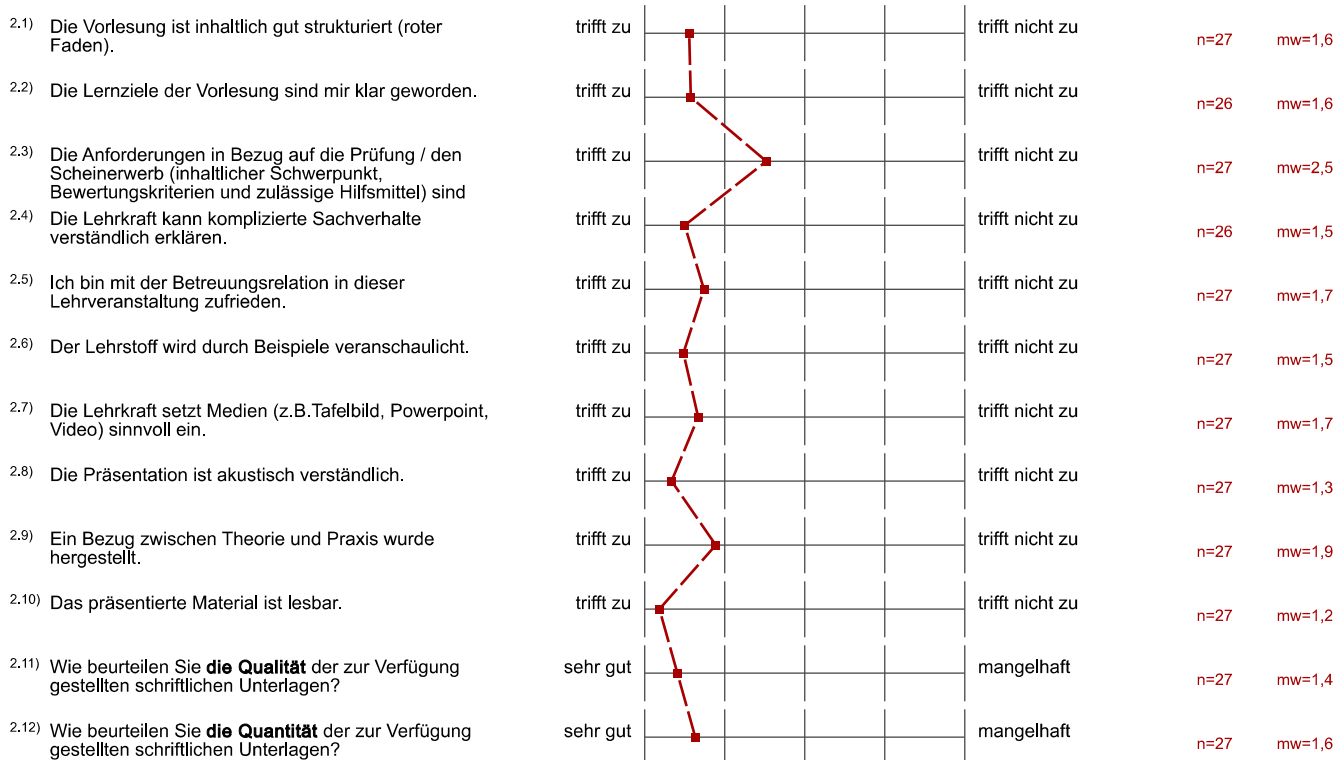 2.1) Die Vorlesung ist inhaltlich gut strukturiert (roter trifft zu trifft nicht zu
Faden). n=27 mw=1,6
2.2) Die Lernziele der Vorlesung sind mir klar geworden. trifft zu trifft nicht zu
n=26 mw=1,6
2.3) Die Anforderungen in Bezug auf die Prüfung / den trifft zu trifft nicht zu
Scheinerwerb (inhaltlicher Schwerpunkt, n=27 mw=2,5
Bewertungskriterien und zulässige Hilfsmittel) sind
2.4) Die Lehrkraft kann komplizierte Sachverhalte trifft zu trifft nicht zu
verständlich erklären. n=26 mw=1,5
2.5) Ich bin mit der Betreuungsrelation in dieser trifft zu trifft nicht zu
Lehrveranstaltung zufrieden. n=27 mw=1,7
2.6) Der Lehrstoff wird durch Beispiele veranschaulicht. trifft zu trifft nicht zu
n=27 mw=1,5
2.7) Die Lehrkraft setzt Medien (z.B.Tafelbild, Powerpoint, trifft zu trifft nicht zu
Video) sinnvoll ein. n=27 mw=1,7
2.8) Die Präsentation ist akustisch verständlich. trifft zu trifft nicht zu
n=27 mw=1,3
2.9) Ein Bezug zwischen Theorie und Praxis wurde trifft zu trifft nicht zu
hergestellt. n=27 mw=1,9
2.10) Das präsentierte Material ist lesbar. trifft zu trifft nicht zu
n=27 mw=1,2
2.11) Wie beurteilen Sie die Qualität der zur Verfügung sehr gut mangelhaft
gestellten schriftlichen Unterlagen? n=27 mw=1,4
2.12) Wie beurteilen Sie die Quantität der zur Verfügung sehr gut mangelhaft
gestellten schriftlichen Unterlagen? n=27 mw=1,6